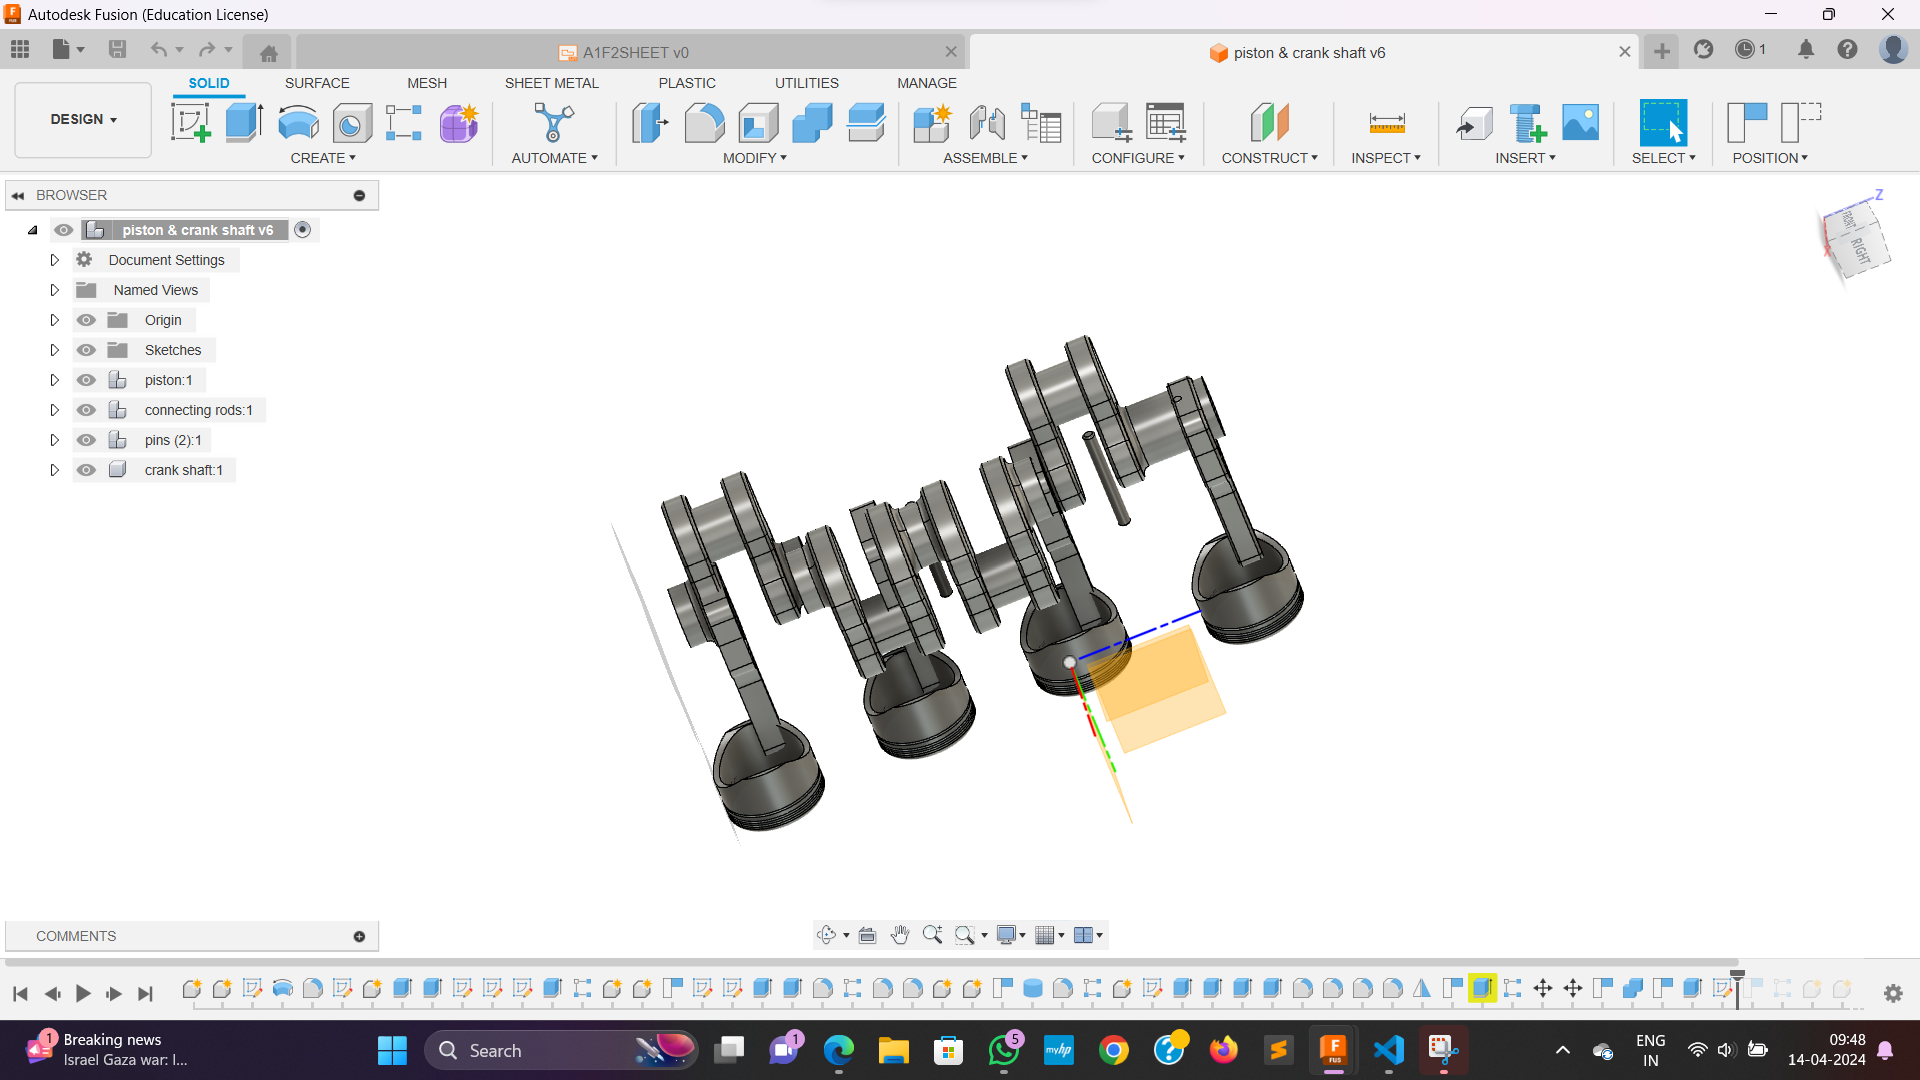 Autodesk Fusion (Education License)
A1F2SHEET v0
piston & crank shaft v6
1
SOLID SURFACE MESH SHEET METAL PLASTIC UTILITIES MANAGE
DESIGN
CREATE AUTOMATE MODIFY ASSEMBLE CONFIGURE CONSTRUCT INSPECT INSERT SELECT POSITION
BROWSER
piston & crank shaft v6
Document Settings
Named Views
Origin
Sketches
piston:1
connecting rods:1
pins (2):1
crank shaft:1
Z
FRONT
RIGHT
X
COMMENTS
1
Breaking news
Israel Gaza war: I...
Search
1
5
myhp
F
FUS
ENG
IN
09:48
14-04-2024